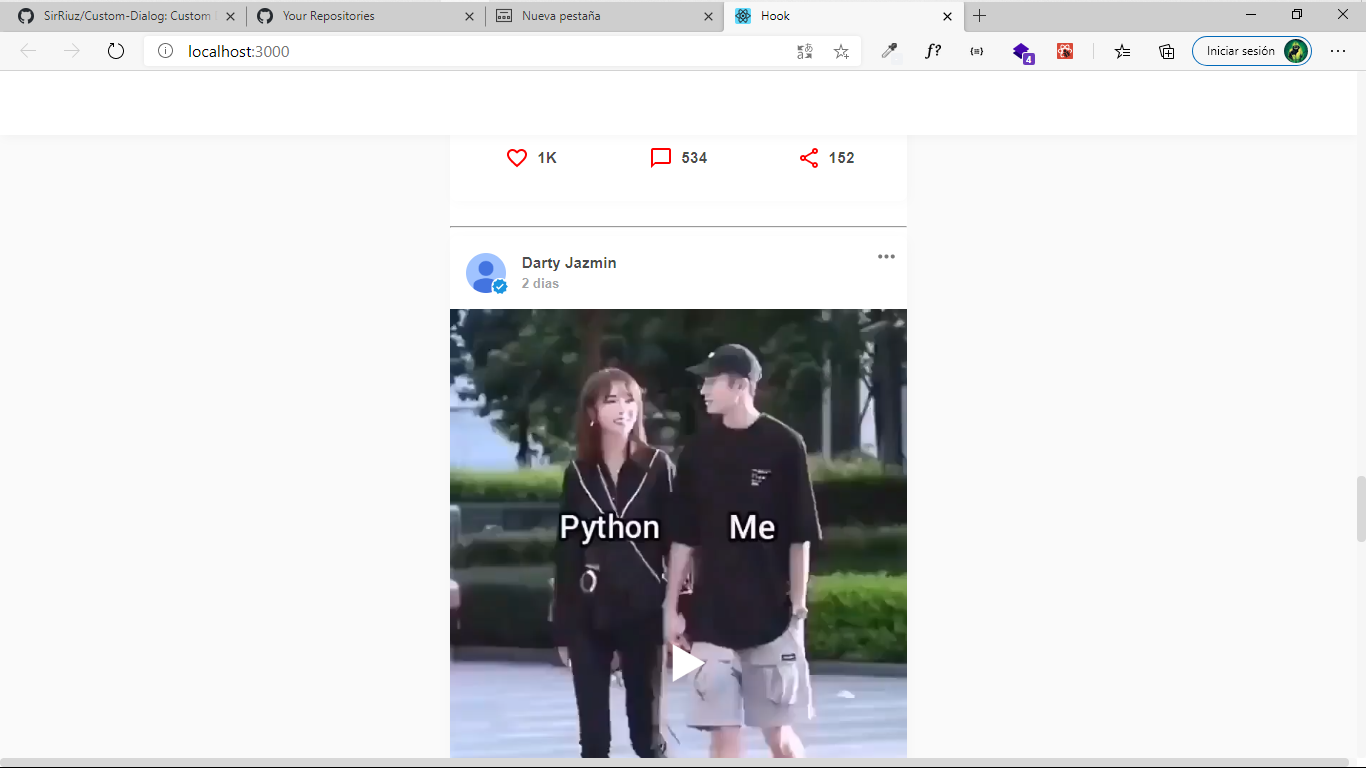 SirRiuz/Custom-Dialog: Custom
Your Repositories
Nueva pestaña
Hook
localhost:3000
4
Iniciar sesión
1K
534
152
Darty Jazmin
2 dias
Python
Me